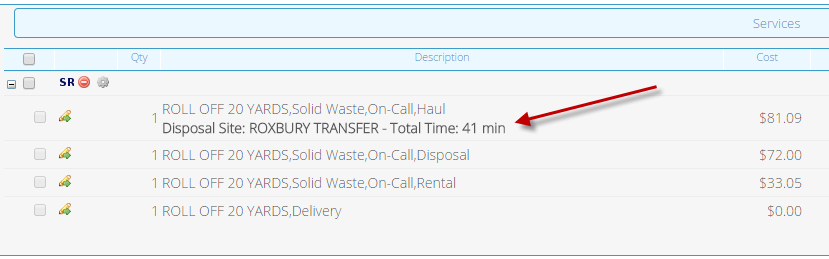 Services
Qty Description Cost
SR
1 ROLL OFF 20 YARDS,Solid Waste,On-Call,Haul $81.09
Disposal Site: ROXBURY TRANSFER - Total Time: 41 min
1 ROLL OFF 20 YARDS,Solid Waste,On-Call,Disposal $72.00
1 ROLL OFF 20 YARDS,Solid Waste,On-Call,Rental $33.05
1 ROLL OFF 20 YARDS,Delivery $0.00